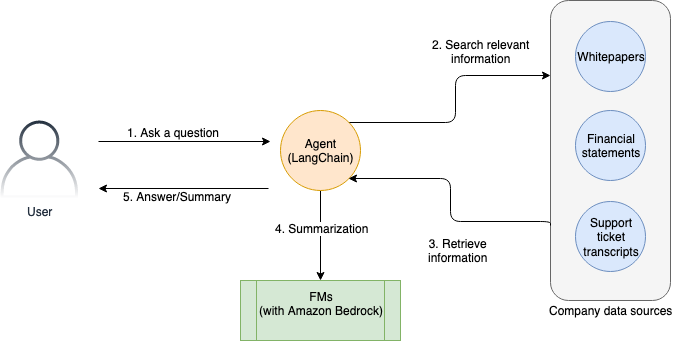 2. Search relevant
information
Whitepapers
1. Ask a question
Agent
(LangChain)
Financial
statements
User
5. Answer/Summary
4. Summarization
3. Retrieve
information
Support
ticket
transcripts
FMs
(with Amazon Bedrock)
Company data sources